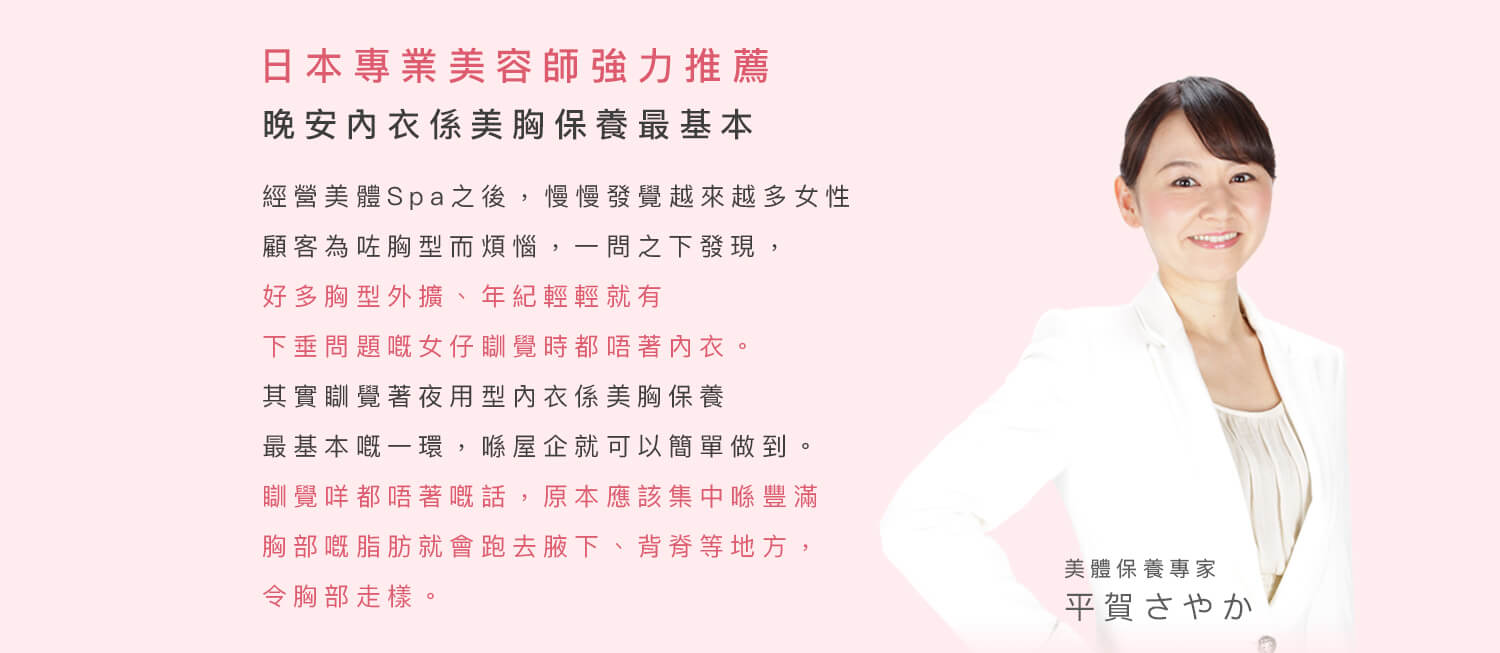 日本專業美容師強力推薦
晚安內衣係美胸保養最基本
經營美體Spa之後，慢慢發覺越來越多女性
顧客為咗胸型而煩惱，一問之下發現，
好多胸型外擴、年紀輕輕就有
下垂問題嘅女仔瞓覺時都唔著內衣。
其實瞓覺著夜用型內衣係美胸保養
最基本嘅一環，喺屋企就可以簡單做到。
瞓覺咩都唔著嘅話，原本應該集中喺豐滿
胸部嘅脂肪就會跑去腋下、背脊等地方，
令胸部走樣。
美體保養專家
平賀さやか